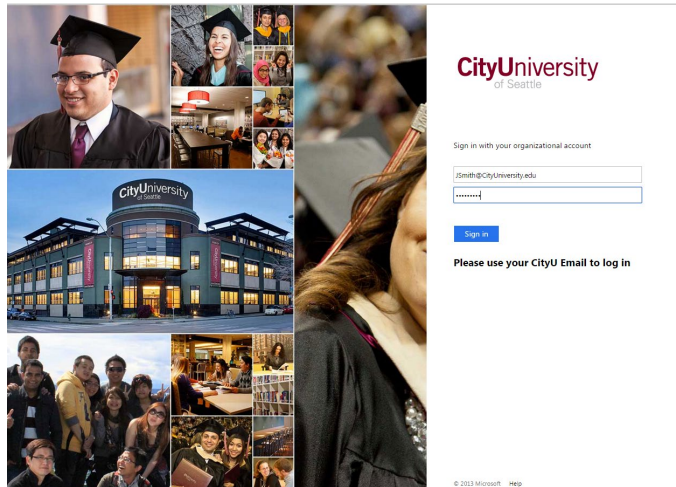 CityUniversity
of Seattle
CityUniversity
of Seattle
Sign in with your organizational account
JSmith@CityUniversity.edu
•••••••••
Sign in
Please use your CityU Email to log in
© 2013 Microsoft Help